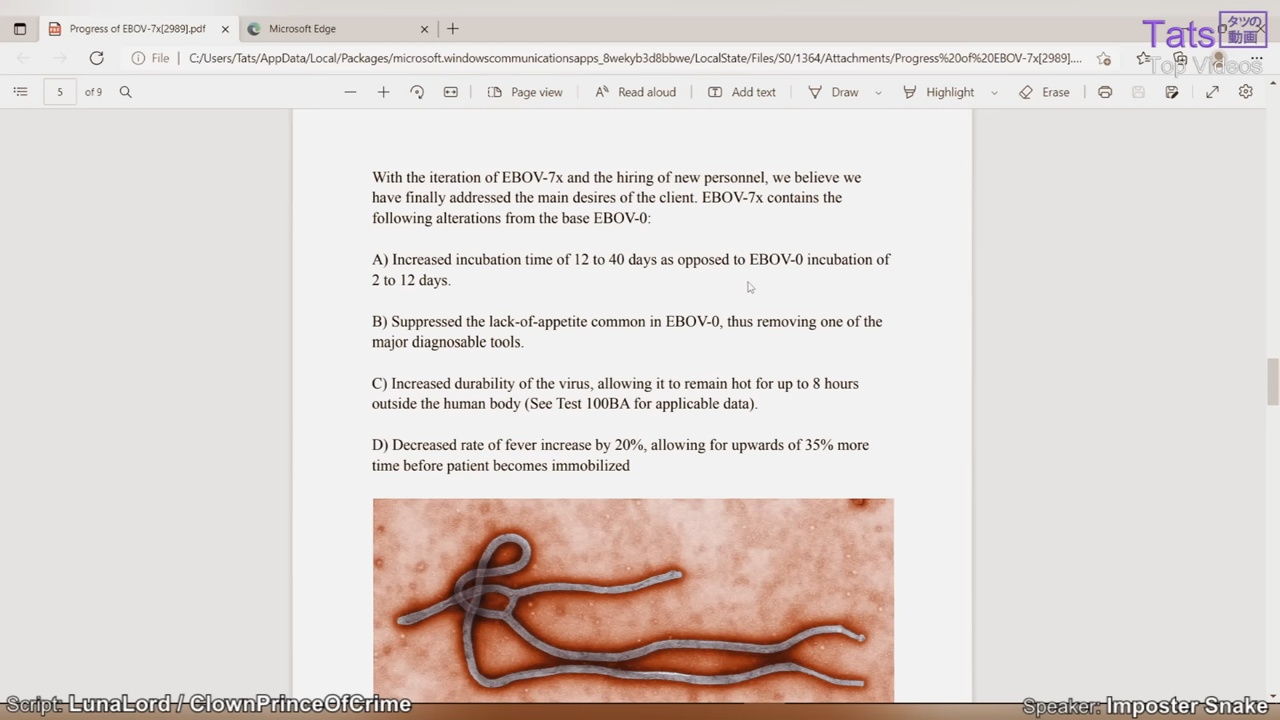 Progress of EBOV-7x[2989].pdf
Microsoft Edge
Tats
タツの
動画
Top Videos
File
C:/Users/Tats/AppData/Local/Packages/microsoft.windowscommunicationsapps_8wekyb3d8bbwe/LocalState/Files/S0/1364/Attachments/Progress%20of%20EBOV-7x[2989]....
5 of 9
Page view
Read aloud
Add text
Draw
Highlight
Erase
With the iteration of EBOV-7x and the hiring of new personnel, we believe we
have finally addressed the main desires of the client. EBOV-7x contains the
following alterations from the base EBOV-0:
A) Increased incubation time of 12 to 40 days as opposed to EBOV-0 incubation of
2 to 12 days.
B) Suppressed the lack-of-appetite common in EBOV-0, thus removing one of the
major diagnosable tools.
C) Increased durability of the virus, allowing it to remain hot for up to 8 hours
outside the human body (See Test 100BA for applicable data).
D) Decreased rate of fever increase by 20%, allowing for upwards of 35% more
time before patient becomes immobilized
Script: LunaLord / ClownPrinceOfCrime
Speaker: Imposter Snake